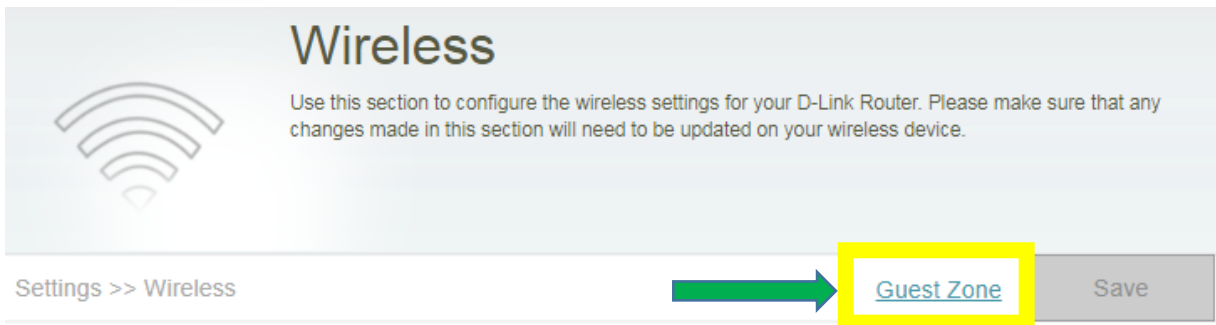 Wireless
Use this section to configure the wireless settings for your D-Link Router. Please make sure that any
changes made in this section will need to be updated on your wireless device.
Settings >> Wireless
Guest Zone
Save